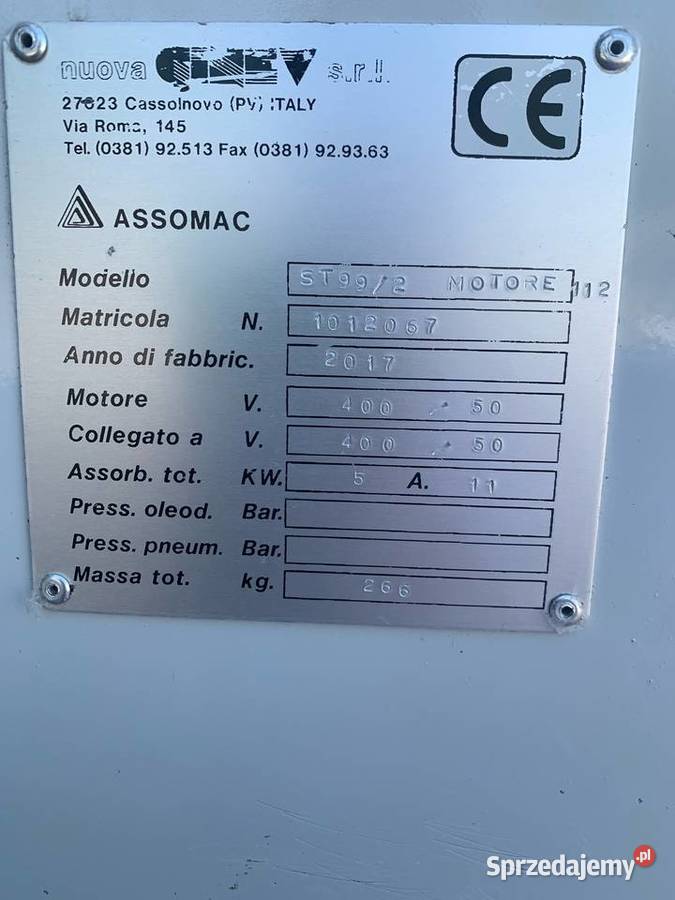 nuova s.r.l.
27023 Cassolnovo (PV) ITALY
Via Roma, 145
Tel. (0381) 92.513 Fax (0381) 92.93.63
CE
ASSOMAC
Modello ST99/2 MOTORE 112
Matricola N. 1012067
Anno di fabbric. 2017
Motore V. 400 / 50
Collegato a V. 400 / 50
Assorb. tot. KW. 5 A. 11
Press. oleod. Bar.
Press. pneum. Bar.
Massa tot. kg. 266
Sprzedajemy.pl